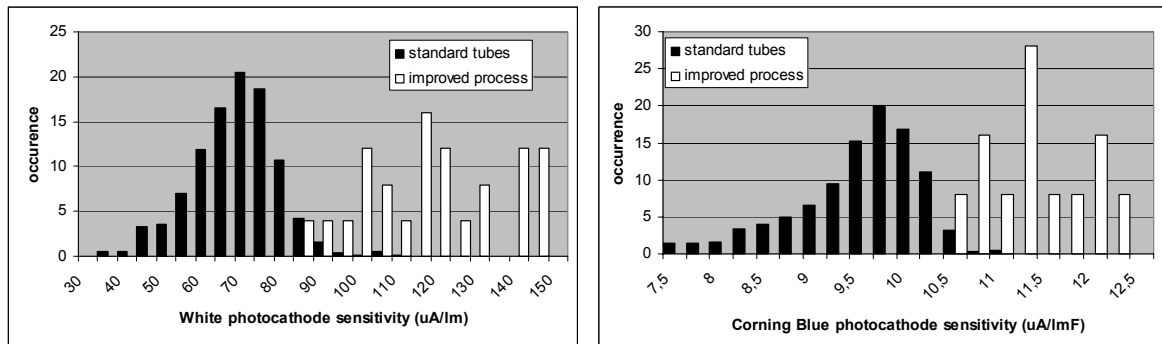 25
20
15
10
5
0
occurence
standard tubes
improved process
30 40 50 60 70 80 90 100 110 120 130 140 150
White photocathode sensitivity (uA/lm)
30
25
20
15
10
5
0
occurrence
standard tubes
improved process
7,5 8 8,5 9 9,5 10 10,5 11 11,5 12 12,5
Corning Blue photocathode sensitivity (uA/lmF)